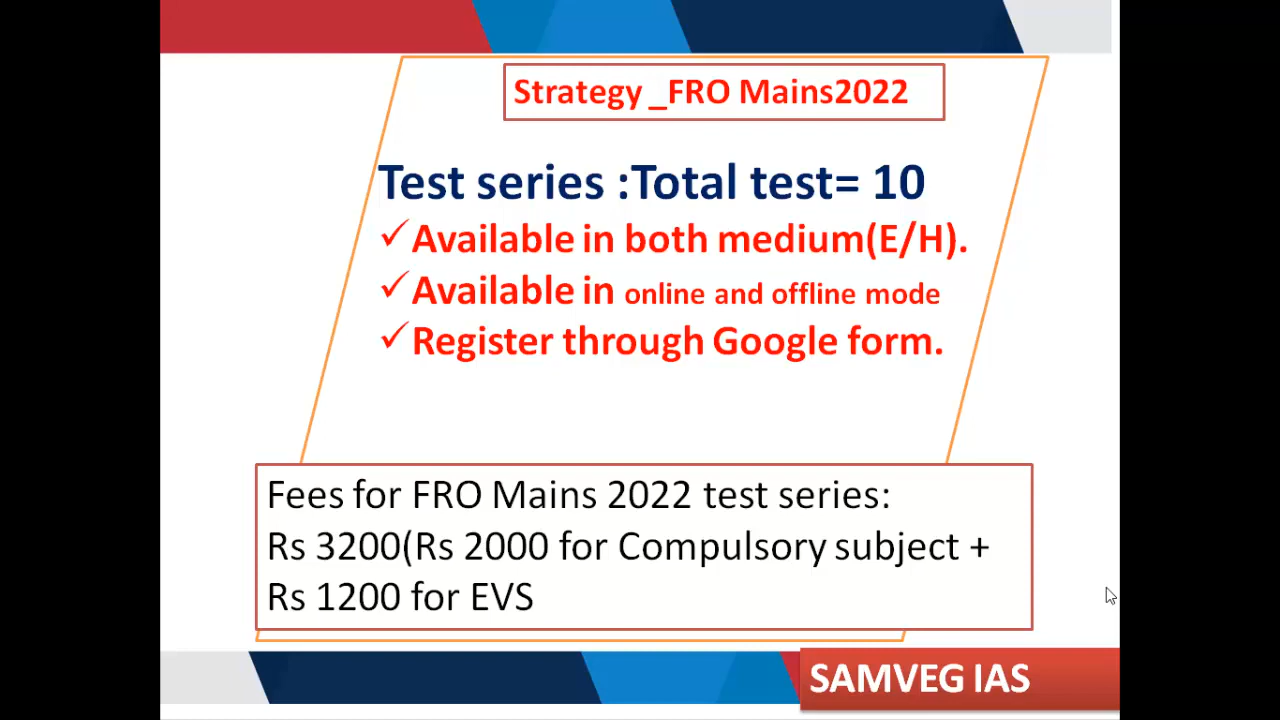 Strategy _FRO Mains2022
Test series :Total test= 10
✓Available in both medium(E/H).
✓Available in online and offline mode
✓Register through Google form.
Fees for FRO Mains 2022 test series:
Rs 3200(Rs 2000 for Compulsory subject +
Rs 1200 for EVS
SAMVEG IAS